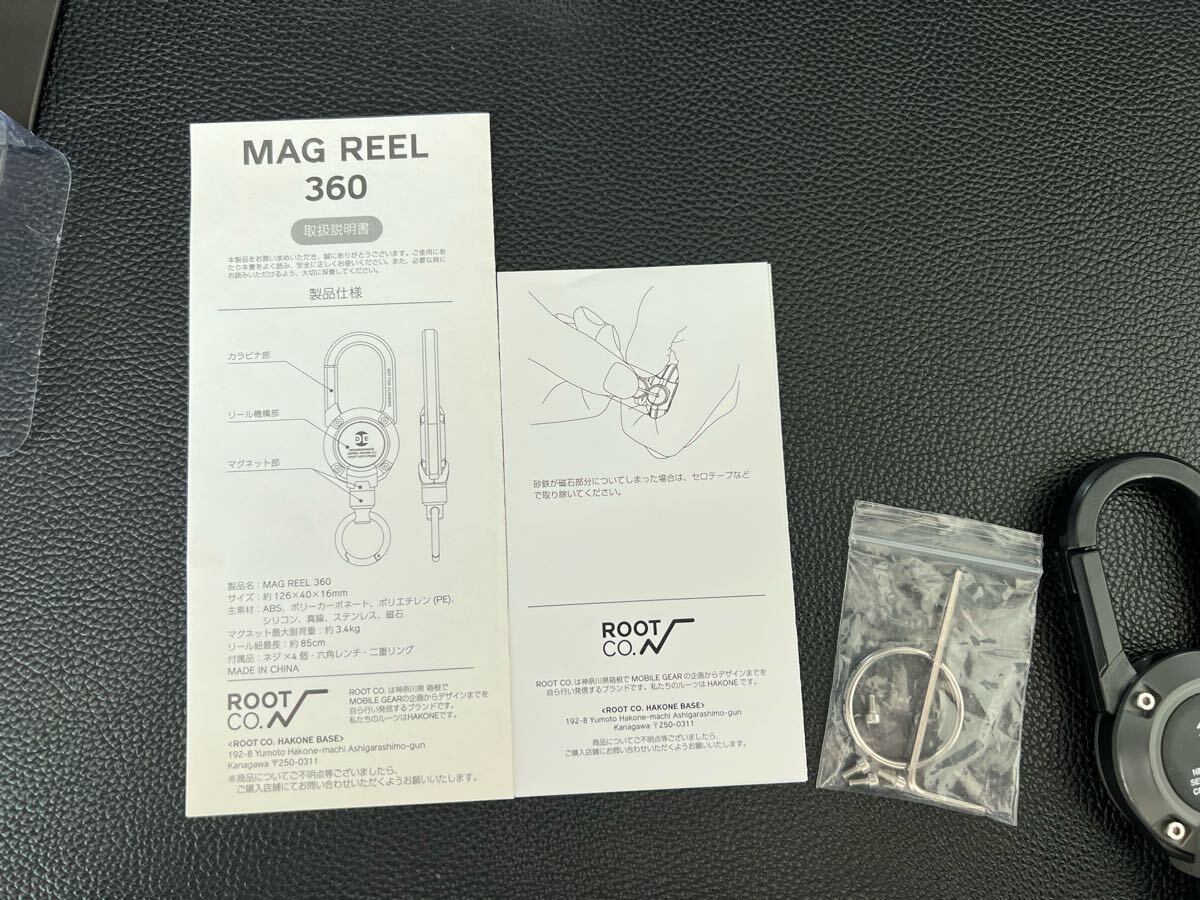 MAG REEL
360
取扱説明書
本製品をお買い求めいただき、誠にありがとうございます。ご使用にあ
たり本書をよく読み、安全に正しくお使いください。また、必要な時に
お読みいただけるよう、大切に保管してください。
製品仕様
カラビナ部
リール機構部
マグネット部
NOT FOR CLIMBING
製品名：MAG REEL 360
サイズ：約126×40×16mm
主素材：ABS、ポリーカーボネート、ポリエチレン(PE)、
シリコン、真鍮、ステンレス、磁石
マグネット最大耐荷重：約3.4kg
リール紐最長：約85cm
付属品：ネジ×4個・六角レンチ・二重リング
MADE IN CHINA
ROOT
CO.
ROOT CO. は神奈川県 箱根で
MOBILE GEARの企画からデザインまでを
自ら行い発信するブランドです。
私たちのルーツはHAKONEです。
<ROOT CO. HAKONE BASE>
192-8 Yumoto Hakone-machi Ashigarashimo-gun
Kanagawa 〒250-0311
※商品についてご不明点等ございましたら、
ご購入店舗にてお問い合わせいただくようお願いいたします。
砂鉄が磁石部分についてしまった場合は、セロテープなど
で取り除いてください。
ROOT
CO.
ROOT CO. は神奈川県箱根で MOBILE GEAR の企画からデザインまでを
自ら行い発信するブランドです。私たちのルーツは HAKONE です。
<ROOT CO. HAKONE BASE>
192-8 Yumoto Hakone-machi Ashigarashimo-gun
Kanagawa 〒250-0311
商品についてご不明点等ございましたら、
ご購入店舗にお問い合わせいただくようお願いいたします。